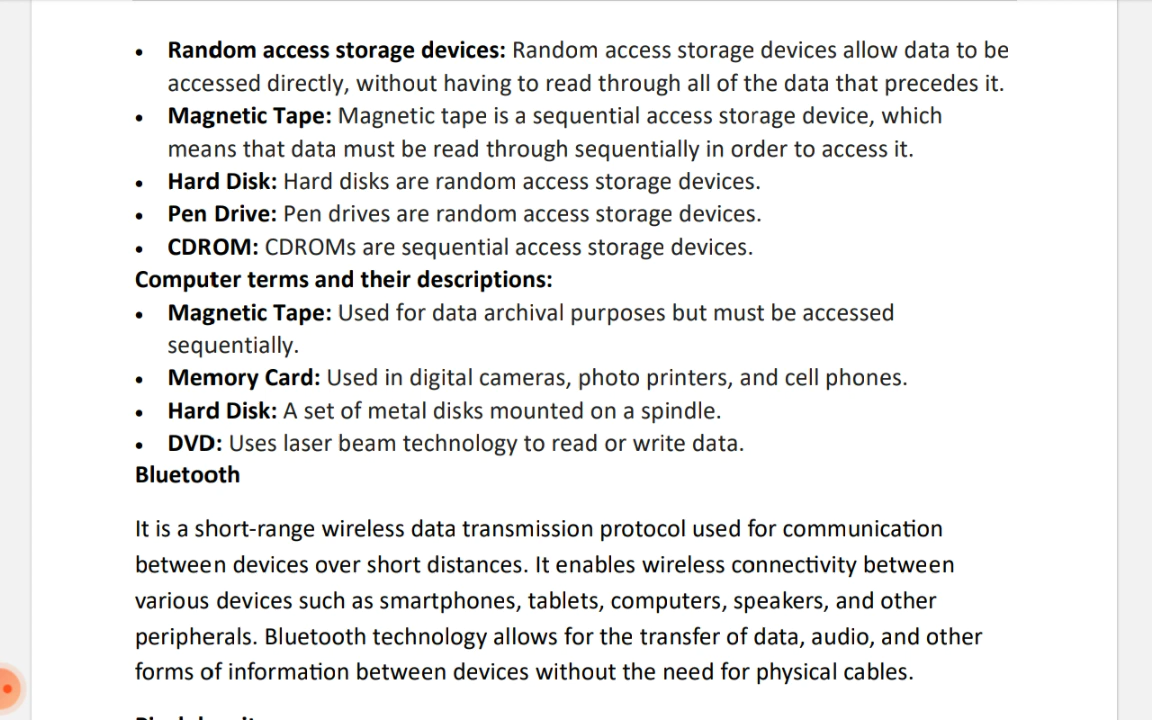 • Random access storage devices: Random access storage devices allow data to be
accessed directly, without having to read through all of the data that precedes it.
• Magnetic Tape: Magnetic tape is a sequential access storage device, which
means that data must be read through sequentially in order to access it.
• Hard Disk: Hard disks are random access storage devices.
• Pen Drive: Pen drives are random access storage devices.
• CDROM: CDROMs are sequential access storage devices.
Computer terms and their descriptions:
• Magnetic Tape: Used for data archival purposes but must be accessed
sequentially.
• Memory Card: Used in digital cameras, photo printers, and cell phones.
• Hard Disk: A set of metal disks mounted on a spindle.
• DVD: Uses laser beam technology to read or write data.
Bluetooth
It is a short-range wireless data transmission protocol used for communication
between devices over short distances. It enables wireless connectivity between
various devices such as smartphones, tablets, computers, speakers, and other
peripherals. Bluetooth technology allows for the transfer of data, audio, and other
forms of information between devices without the need for physical cables.